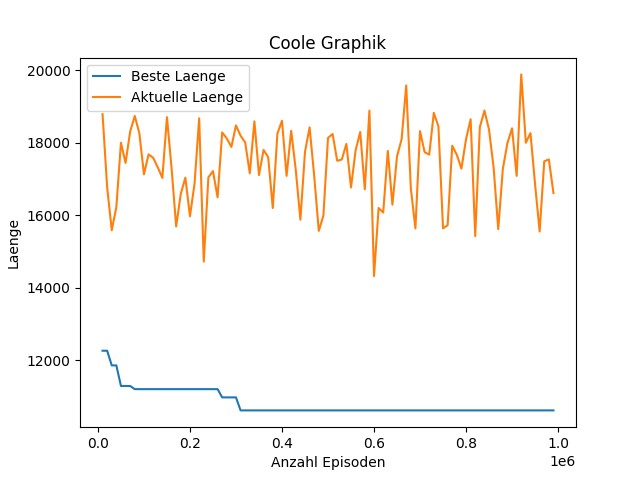 Coole Graphik
Beste Laenge
Aktuelle Laenge
Laenge
20000
18000
16000
14000
12000
0.0 0.2 0.4 0.6 0.8 1.0
1e6
Anzahl Episoden